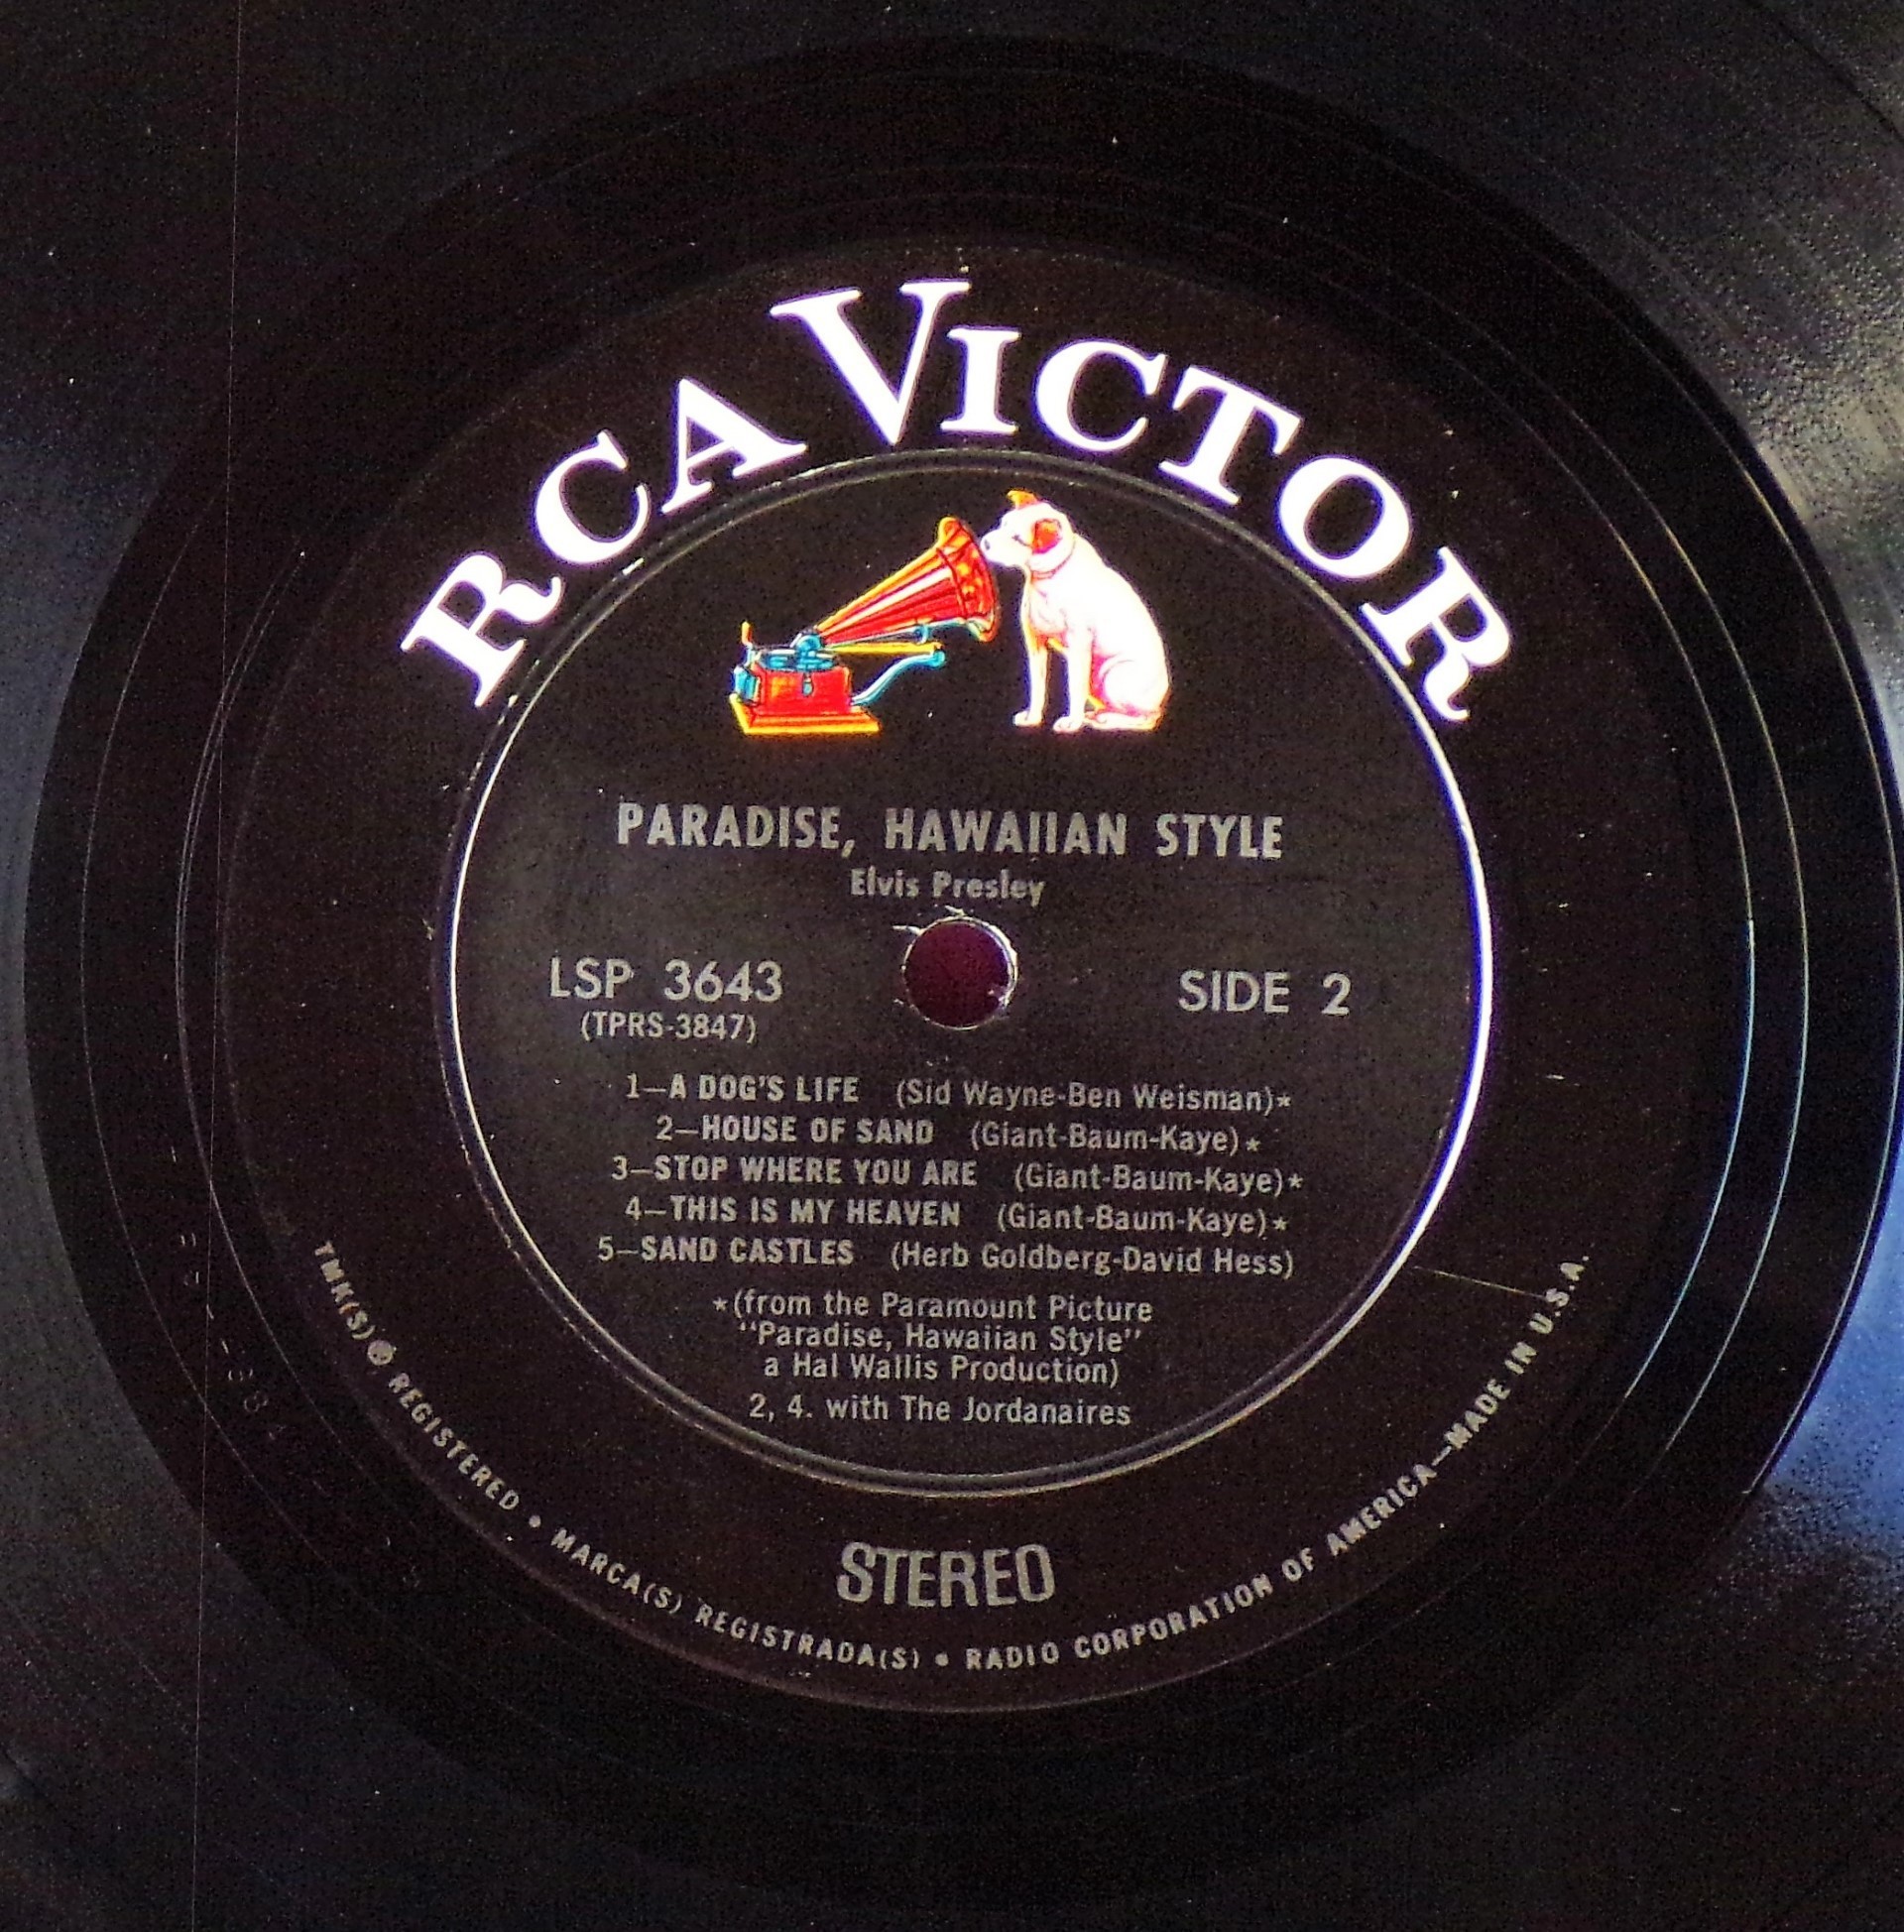 RCA VICTOR
PARADISE, HAWAIIAN STYLE
Elvis Presley
LSP 3643
(TPRS-3847)
SIDE 2
1—A DOG'S LIFE (Sid Wayne-Ben Weisman)*
2—HOUSE OF SAND (Giant-Baum-Kaye)*
3—STOP WHERE YOU ARE (Giant-Baum-Kaye)*
4—THIS IS MY HEAVEN (Giant-Baum-Kaye)*
5—SAND CASTLES (Herb Goldberg-David Hess)
*(from the Paramount Picture
"Paradise, Hawaiian Style"
a Hal Wallis Production)
2, 4. with The Jordanaires
STEREO
TMK(S) ® REGISTERED • MARCA(S) REGISTRADA(S) • RADIO CORPORATION OF AMERICA—MADE IN U.S.A.